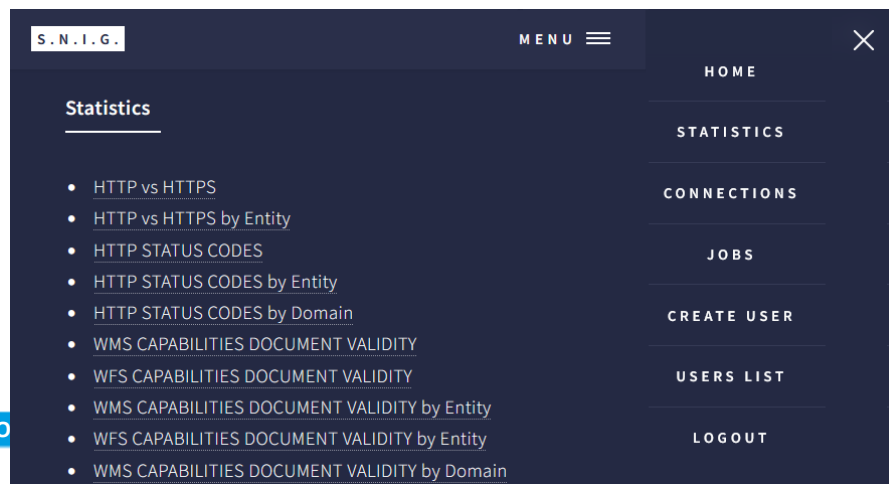 S.N.I.G.
MENU
Statistics
HTTP vs HTTPS
HTTP vs HTTPS by Entity
HTTP STATUS CODES
HTTP STATUS CODES by Entity
HTTP STATUS CODES by Domain
WMS CAPABILITIES DOCUMENT VALIDITY
WFS CAPABILITIES DOCUMENT VALIDITY
WMS CAPABILITIES DOCUMENT VALIDITY by Entity
WFS CAPABILITIES DOCUMENT VALIDITY by Entity
WMS CAPABILITIES DOCUMENT VALIDITY by Domain
HOME
STATISTICS
CONNECTIONS
JOBS
CREATE USER
USERS LIST
LOGOUT